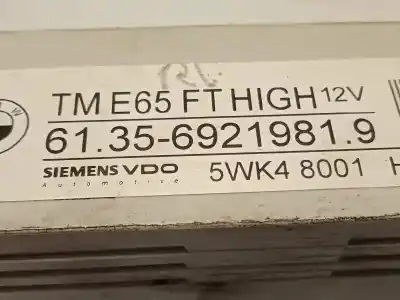 TM E65 FT HIGH 12V
61.35-6921981.9
SIEMENS VDO 5WK4 8001 H
Automotive